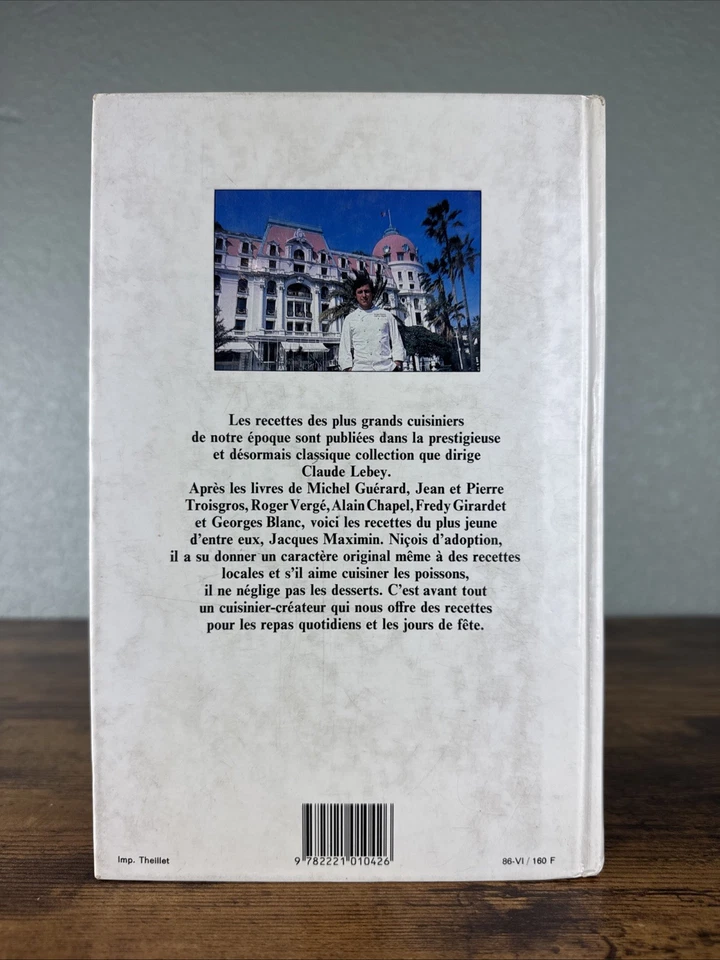 Les recettes des plus grands cuisiniers
de notre époque sont publiées dans la prestigieuse
et désormais classique collection que dirige
Claude Lebey.
Après les livres de Michel Guérard, Jean et Pierre
Troisgros, Roger Vergé, Alain Chapel, Fredy Girardet
et Georges Blanc, voici les recettes du plus jeune
d'entre eux, Jacques Maximin. Niçois d'adoption,
il a su donner un caractère original même à des recettes
locales et s'il aime cuisiner les poissons,
il ne néglige pas les desserts. C'est avant tout
un cuisinier-créateur qui nous offre des recettes
pour les repas quotidiens et les jours de fête.
Imp. Theillet
9 782221 010426
86-VI / 160 F